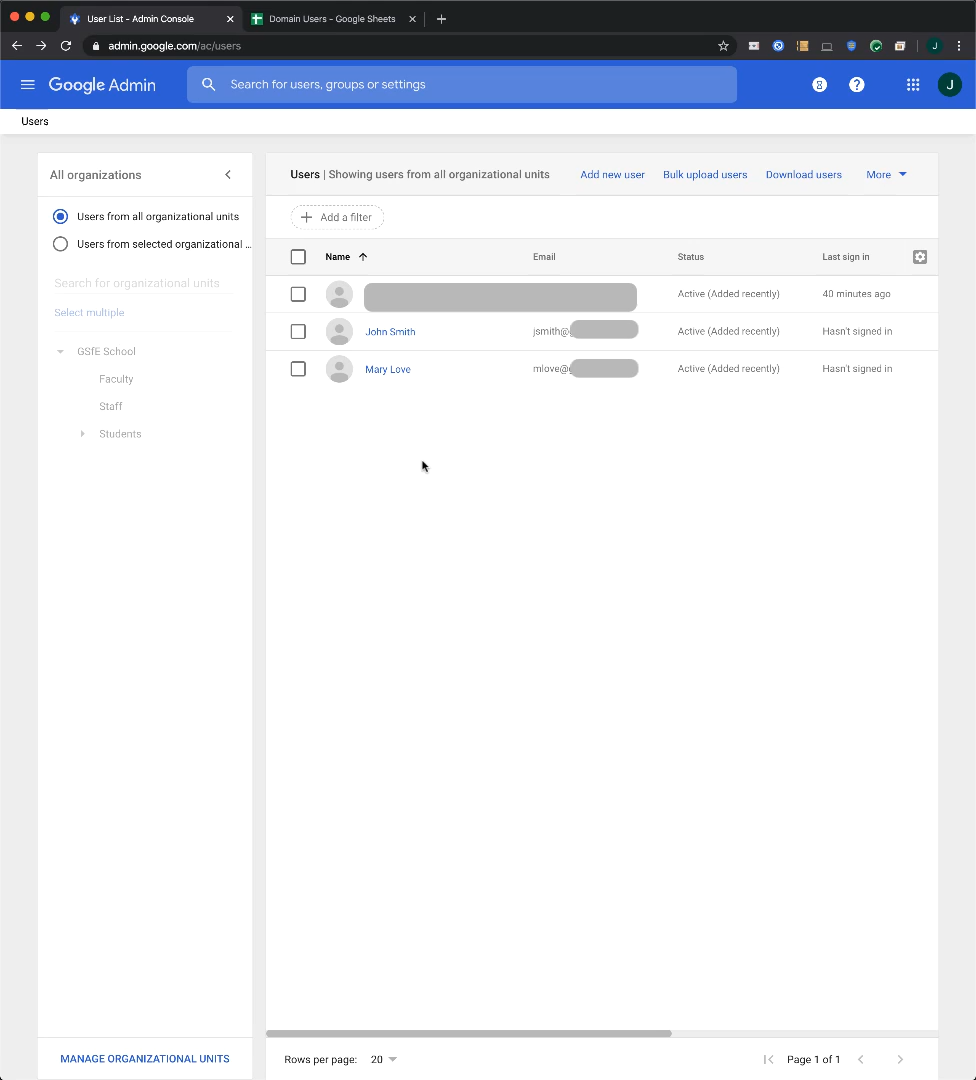 User List - Admin Console
Domain Users - Google Sheets
admin.google.com/ac/users
J
Google Admin
Search for users, groups or settings
J
Users
All organizations
Users from all organizational units
Users from selected organizational ...
Search for organizational units
Select multiple
GSfE School
Faculty
Staff
Students
MANAGE ORGANIZATIONAL UNITS
Users | Showing users from all organizational units
Add new user
Bulk upload users
Download users
More
Add a filter
Name
Email
Status
Last sign in
Active (Added recently)
40 minutes ago
John Smith
jsmith@
Active (Added recently)
Hasn't signed in
Mary Love
mlove@
Active (Added recently)
Hasn't signed in
Rows per page:
20
Page 1 of 1